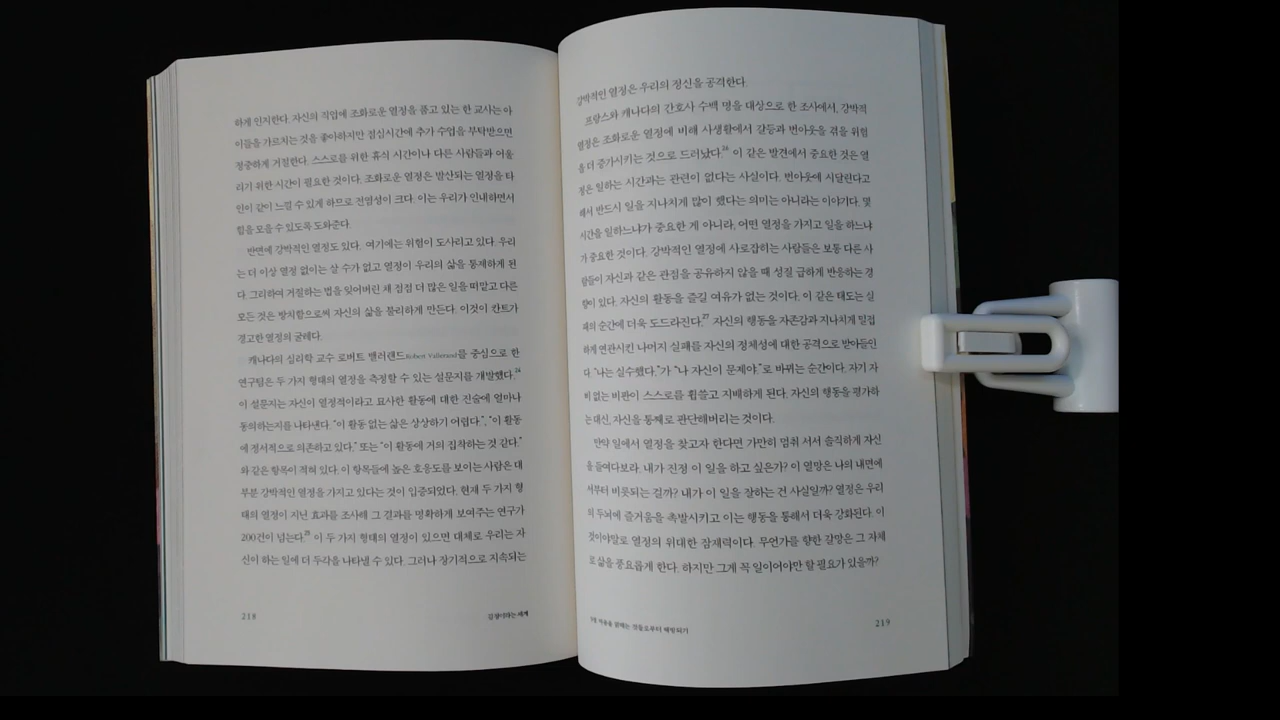 하게 인지한다. 자신의 직업에 조화로운 열정을 품고 있는 한 교사는 아
이들을 가르치는 것을 좋아하지만 점심시간에 추가 수업을 부탁받으면
정중하게 거절한다. 스스로를 위한 휴식 시간이나 다른 사람들과 어울
리기 위한 시간이 필요한 것이다. 조화로운 열정은 발산되는 열정을 타
인이 같이 느낄 수 있게 하므로 전염성이 크다. 이는 우리가 인내하면서
힘을 모을 수 있도록 도와준다.
반면에 강박적인 열정도 있다. 여기에는 위험이 도사리고 있다. 우리
는 더 이상 열정 없이는 살 수가 없고 열정이 우리의 삶을 통제하게 된
다. 그리하여 거절하는 법을 잊어버린 채 점점 더 많은 일을 떠맡고 다른
모든 것은 방치함으로써 자신의 삶을 불리하게 만든다. 이것이 칸트가
경고한 열정의 굴레다.
캐나다의 심리학 교수 로버트 밸러랜드Robert Vallerand를 중심으로 한
연구팀은 두 가지 형태의 열정을 측정할 수 있는 설문지를 개발했다.24
이 설문지는 자신이 열정적이라고 묘사한 활동에 대한 진술에 얼마나
동의하는지를 나타낸다. “이 활동 없는 삶은 상상하기 어렵다.”, “이 활동
에 정서적으로 의존하고 있다.” 또는 “이 활동에 거의 집착하는 것 같다.”
와 같은 항목이 적혀 있다. 이 항목들에 높은 호응도를 보이는 사람은 대
부분 강박적인 열정을 가지고 있다는 것이 입증되었다. 현재 두 가지 형
태의 열정이 지닌 효과를 조사해 그 결과를 명확하게 보여주는 연구가
200건이 넘는다.25 이 두 가지 형태의 열정이 있으면 대체로 우리는 자
신이 하는 일에 더 두각을 나타낼 수 있다. 그러나 장기적으로 지속되는
218
감정이라는 세계
강박적인 열정은 우리의 정신을 공격한다.
프랑스와 캐나다의 간호사 수백 명을 대상으로 한 조사에서, 강박적
열정은 조화로운 열정에 비해 사생활에서 갈등과 번아웃을 겪을 위험
을 더 증가시키는 것으로 드러났다.26 이 같은 발견에서 중요한 것은 열
정은 일하는 시간과는 관련이 없다는 사실이다. 번아웃에 시달린다고
해서 반드시 일을 지나치게 많이 했다는 의미는 아니라는 이야기다. 몇
시간을 일하느냐가 중요한 게 아니라, 어떤 열정을 가지고 일을 하느냐
가 중요한 것이다. 강박적인 열정에 사로잡히는 사람들은 보통 다른 사
람들이 자신과 같은 관점을 공유하지 않을 때 성질 급하게 반응하는 경
향이 있다. 자신의 활동을 즐길 여유가 없는 것이다. 이 같은 태도는 실
패의 순간에 더욱 도드라진다.27 자신의 행동을 자존감과 지나치게 밀접
하게 연관시킨 나머지 실패를 자신의 정체성에 대한 공격으로 받아들인
다. “나는 실수했다.”가 “나 자신이 문제야.”로 바뀌는 순간이다. 자기 자
비 없는 비판이 스스로를 휩쓸고 지배하게 된다. 자신의 행동을 평가하
는 대신, 자신을 통째로 판단해버리는 것이다.
만약 일에서 열정을 찾고자 한다면 가만히 멈춰 서서 솔직하게 자신
을 들여다보라. 내가 진정 이 일을 하고 싶은가? 이 열망은 나의 내면에
서부터 비롯되는 걸까? 내가 이 일을 잘하는 건 사실일까? 열정은 우리
의 두뇌에 즐거움을 촉발시키고 이는 행동을 통해서 더욱 강화된다. 이
것이야말로 열정의 위대한 잠재력이다. 무언가를 향한 갈망은 그 자체
로 삶을 풍요롭게 한다. 하지만 그게 꼭 일이어야만 할 필요가 있을까?
마음을 옭매는 것들로부터 해방되기
219